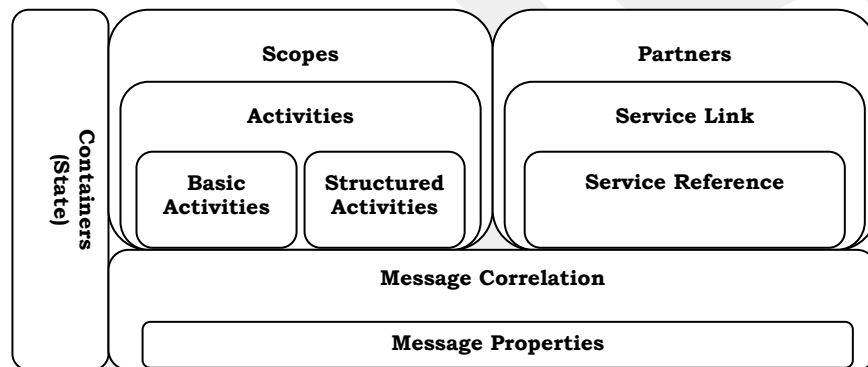 Containers
(State)
Scopes
Partners
Activities
Service Link
Basic
Activities
Structured
Activities
Service Reference
Message Correlation
Message Properties